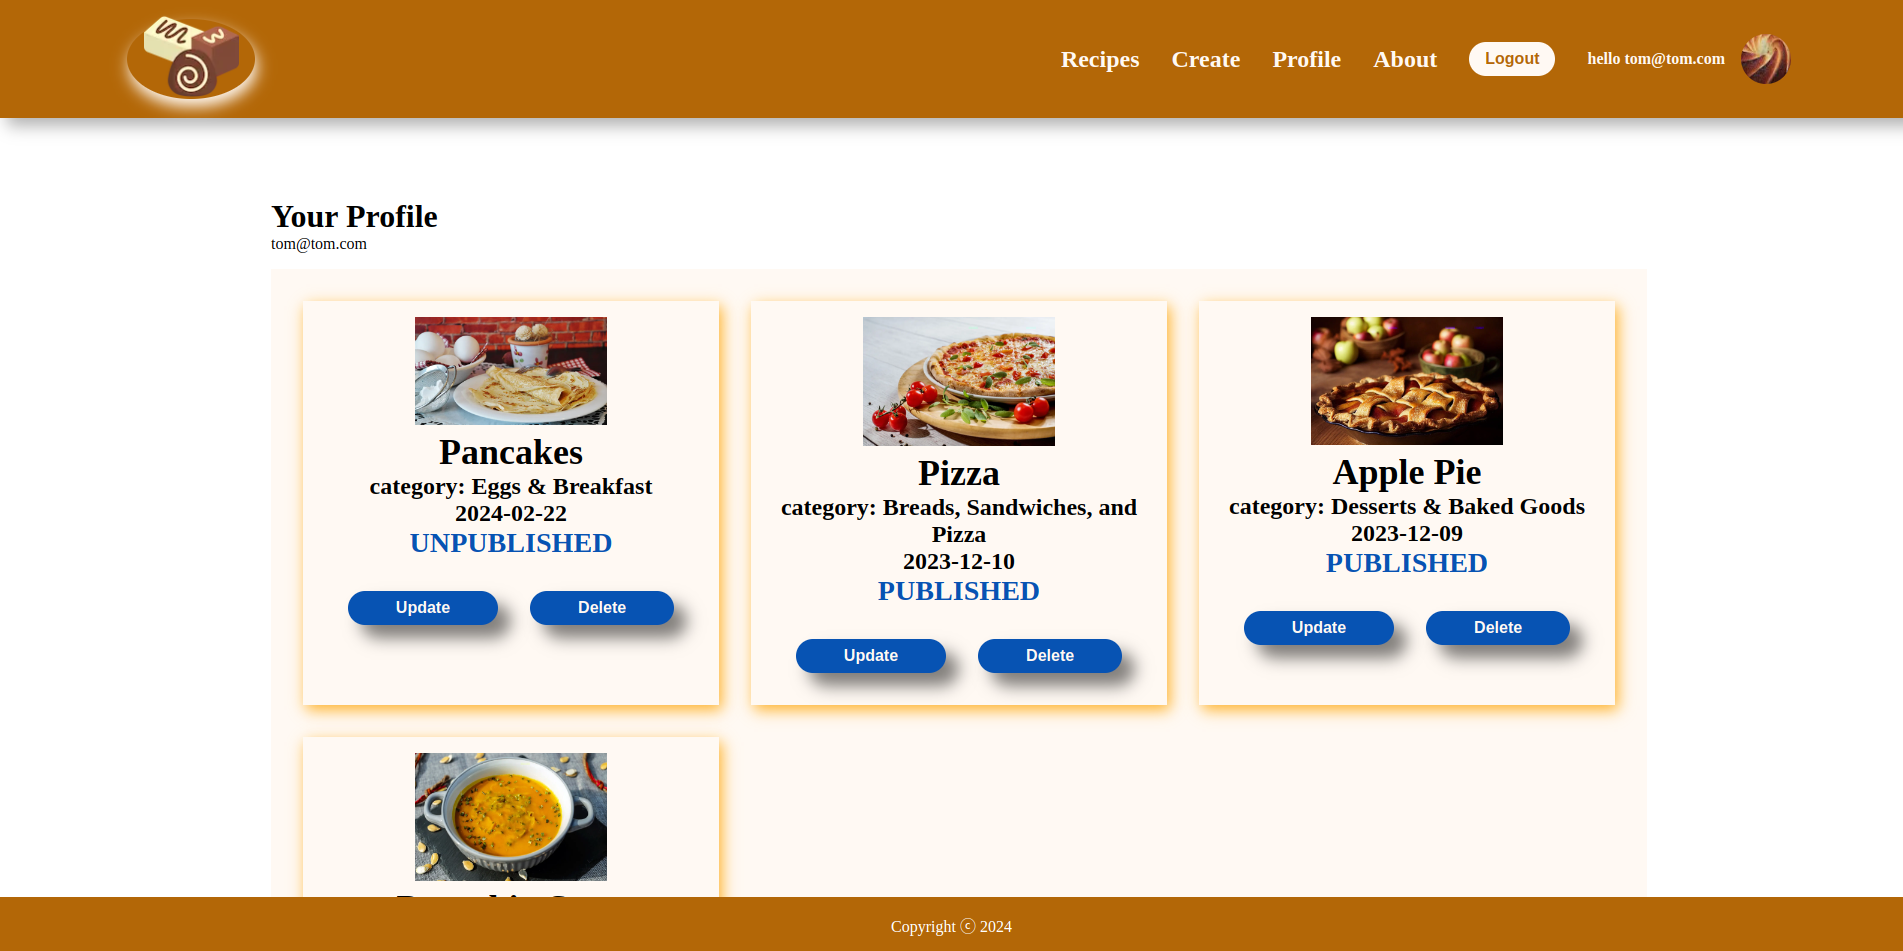 Recipes Create Profile About Logout hello tom@tom.com
Your Profile
tom@tom.com
Pancakes
category: Eggs & Breakfast
2024-02-22
UNPUBLISHED
Update Delete
Pizza
category: Breads, Sandwiches, and
Pizza
2023-12-10
PUBLISHED
Update Delete
Apple Pie
category: Desserts & Baked Goods
2023-12-09
PUBLISHED
Update Delete
Copyright ⓒ 2024